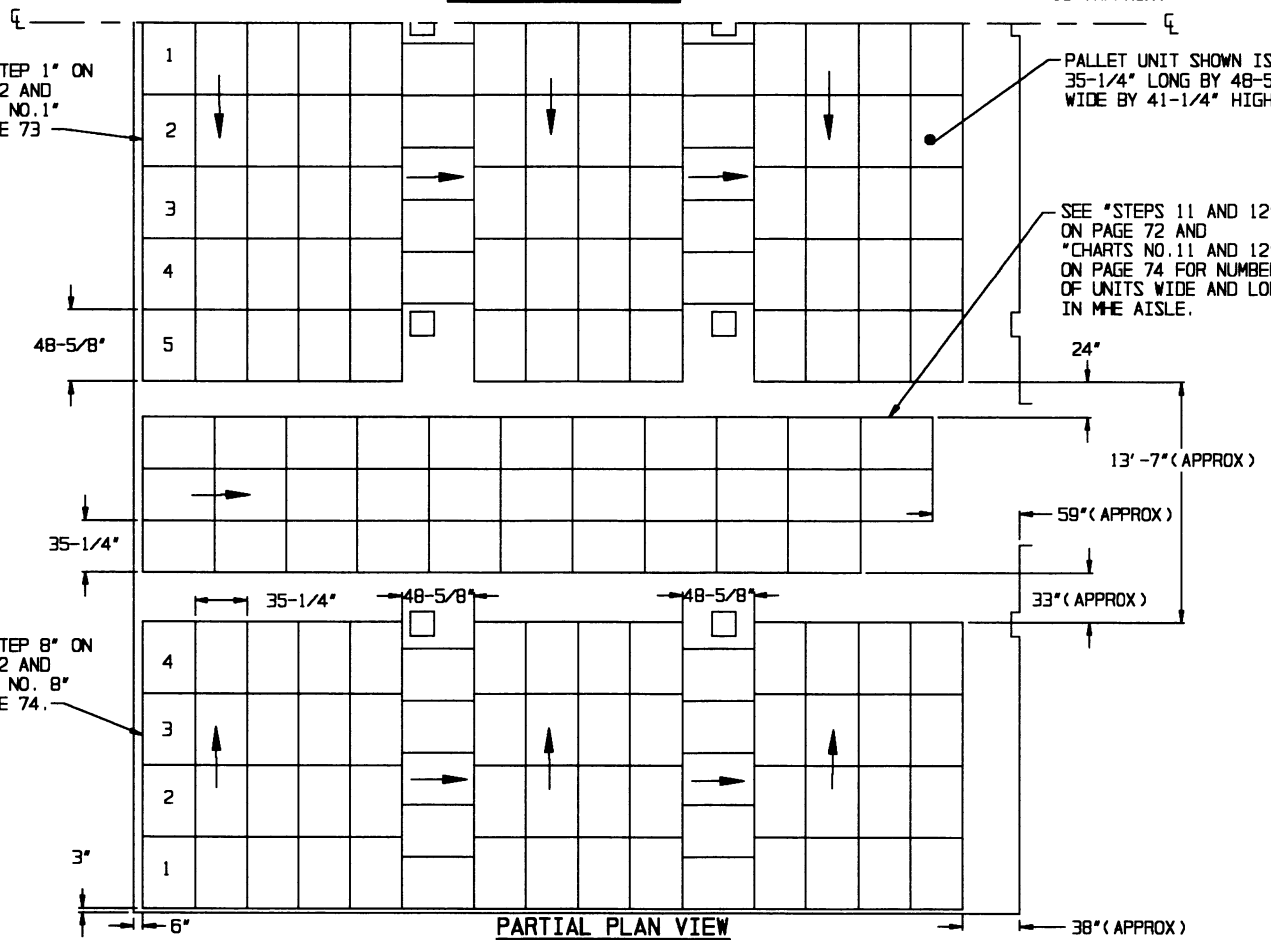 ℄ ℄
TEP 1" ON
2 AND
NO.1"
E 73
1
2
3
4
5
PALLET UNIT SHOWN IS
35-1/4" LONG BY 48-5
WIDE BY 41-1/4" HIGH
SEE "STEPS 11 AND 12
ON PAGE 72 AND
"CHARTS NO.11 AND 12
ON PAGE 74 FOR NUMBE
OF UNITS WIDE AND LO
IN MHE AISLE.
48-5/8"
24"
13'-7"(APPROX)
59"(APPROX)
35-1/4"
35-1/4" 48-5/8" 48-5/8"
33"(APPROX)
TEP 8" ON
2 AND
NO. 8"
E 74.
4
3
2
1
3"
6"
PARTIAL PLAN VIEW
38"(APPROX)